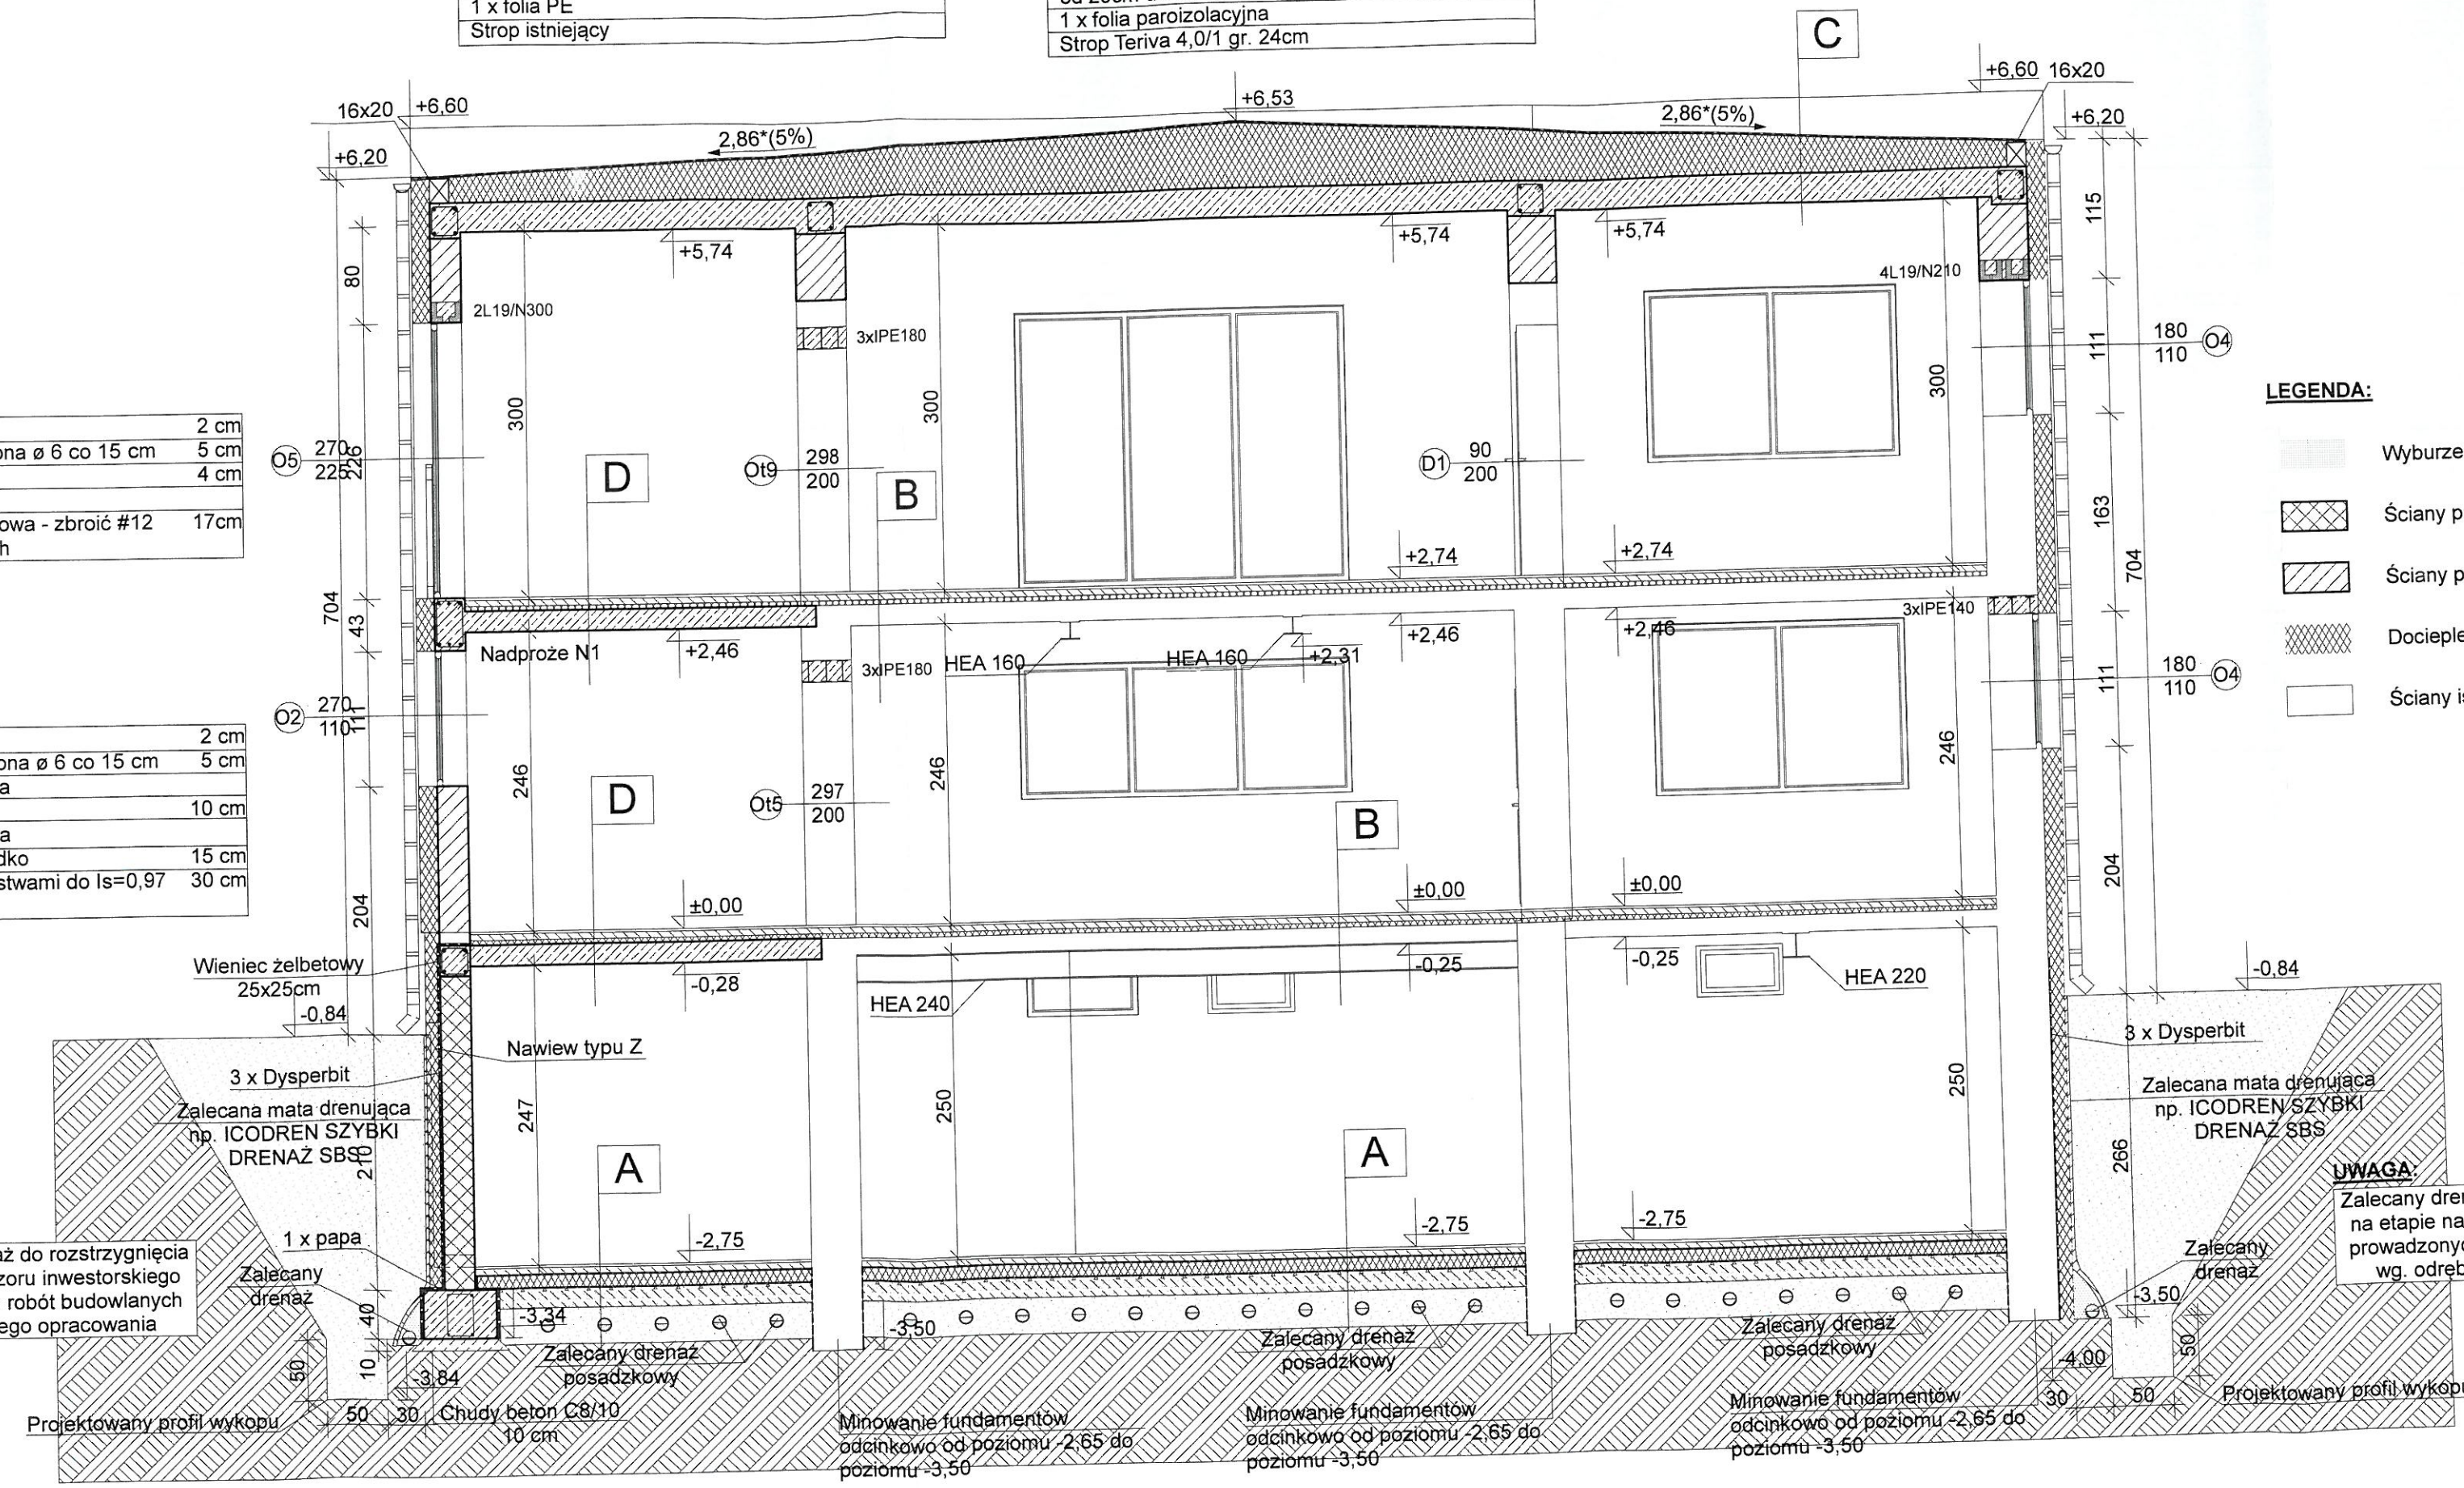 1 x folia PE
Strop istniejący
1 x folia paroizolacyjna
Strop Teriva 4,0/1 gr. 24cm
C
16x20
+6,60
+6,53
+6,60
16x20
2,86*(5%)
2,86*(5%)
+6,20
+6,20
+5,74
+5,74
+5,74
80
115
2L19/N300
4L19/N210
3xIPE180
300
300
300
111
180
110
O4
LEGENDA:
Wyburze
Ściany p
Ściany p
Docieple
Ściany i
2 cm
ona ø 6 co 15 cm 5 cm
4 cm
owa - zbroić #12 17cm
h
O5
270
225
226
D
Ot9
298
200
B
D1
90
200
163
704
+2,74
+2,74
704
43
Nadproże N1
+2,46
3xIPE180
HEA 160
HEA 160
+2,31
+2,46
+2,46
3xIPE140
111
180
110
O4
O2
270
110
111
246
246
246
D
Ot5
297
200
B
2 cm
ona ø 6 co 15 cm 5 cm
a
10 cm
a
dko 15 cm
stwami do Is=0,97 30 cm
204
204
±0,00
±0,00
±0,00
Wieniec żelbetowy
25x25cm
-0,28
-0,25
-0,25
HEA 240
HEA 220
-0,84
-0,84
Nawiew typu Z
3 x Dysperbit
3 x Dysperbit
Zalecana mata drenująca
np. ICODREN SZYBKI
DRENAŻ SBS
Zalecana mata drenująca
np. ICODREN SZYBKI
DRENAŻ SBS
210
247
250
250
266
A
A
UWAGA:
Zalecany dre
na etapie na
prowadzony
wg. odręb
-2,75
-2,75
-2,75
aż do rozstrzygnięcia
zoru inwestorskiego
robót budowlanych
ego opracowania
1 x papa
Zalecany
drenaż
Zalecany
drenaż
40
-3,34
-3,50
-3,50
Zalecany drenaż
posadzkowy
Zalecany drenaż
posadzkowy
Zalecany drenaż
posadzkowy
50
10
-3,84
-4,00
50
Projektowany profil wykopu
50
30
Chudy beton C8/10
10 cm
Minowanie fundamentów
odcinkowo od poziomu -2,65 do
poziomu -3,50
Minowanie fundamentów
odcinkowo od poziomu -2,65 do
poziomu -3,50
Minowanie fundamentów
odcinkowo od poziomu -2,65 do
poziomu -3,50
30
50
Projektowany profil wykopu